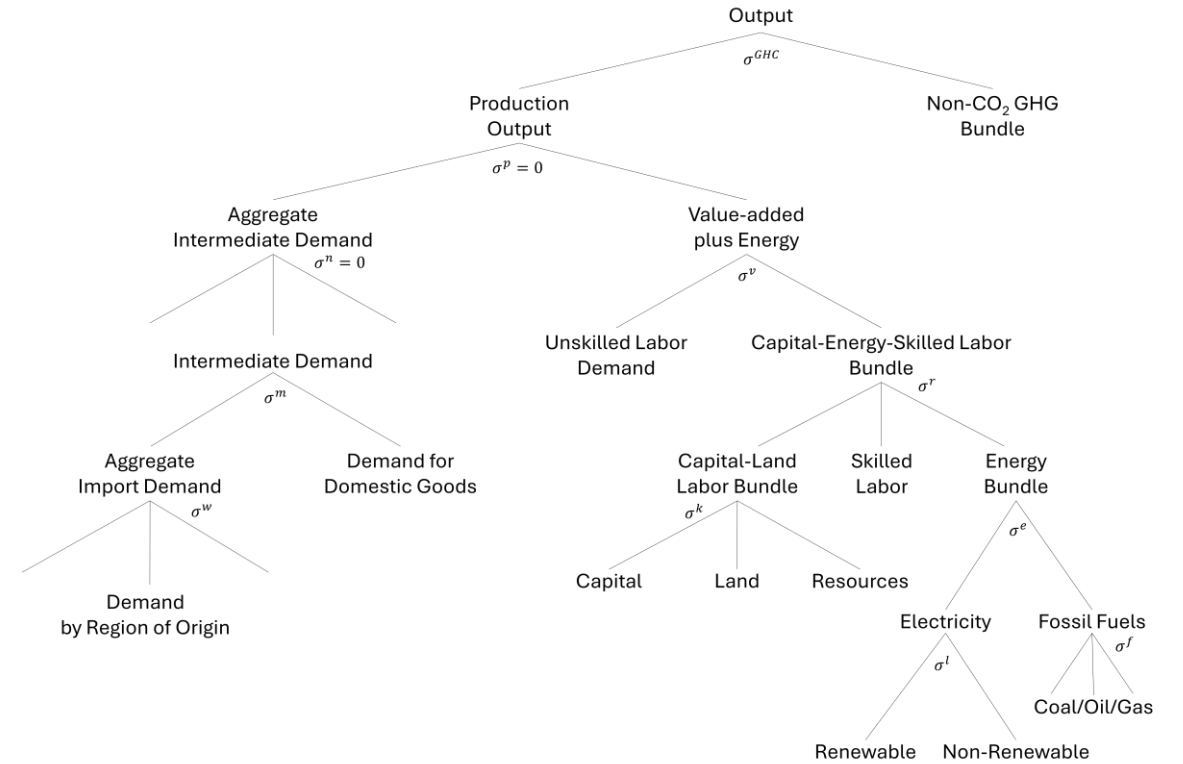 Output
σ^GHC
Production
Output
Non-CO₂ GHG
Bundle
σ^p = 0
Aggregate
Intermediate Demand
σ^n = 0
Value-added
plus Energy
σ^v
Intermediate Demand
σ^m
Unskilled Labor
Demand
Capital-Energy-Skilled Labor
Bundle
σ^r
Aggregate
Import Demand
σ^w
Demand for
Domestic Goods
Capital-Land
Labor Bundle
σ^k
Skilled
Labor
Energy
Bundle
σ^e
Demand
by Region of Origin
Capital
Land
Resources
Electricity
σ^l
Fossil Fuels
σ^f
Coal/Oil/Gas
Renewable
Non-Renewable